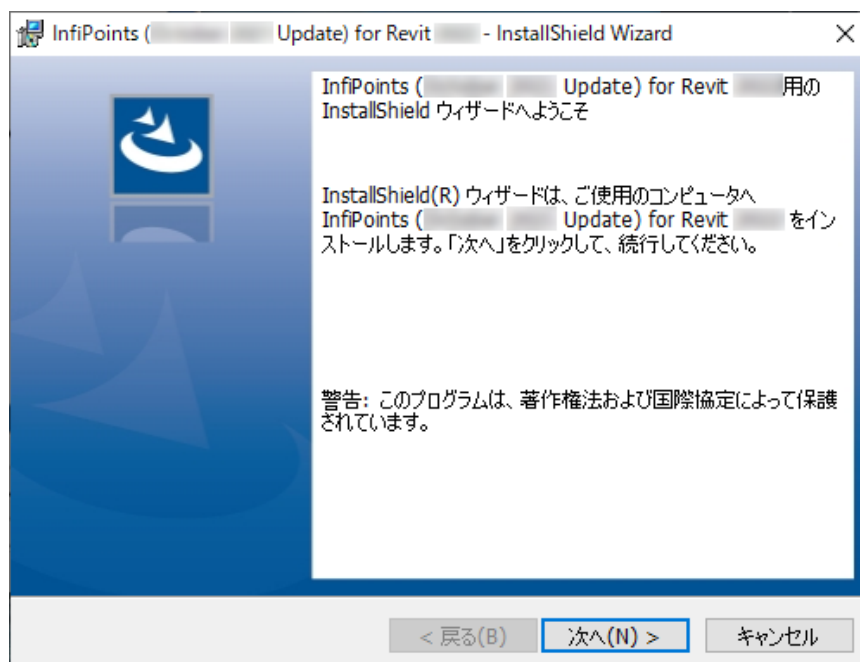 InfiPoints ( Update) for Revit - InstallShield Wizard
InfiPoints ( Update) for Revit 用の
InstallShield ウィザードへようこそ
InstallShield(R) ウィザードは、ご使用のコンピュータへ
InfiPoints ( Update) for Revit をイン
ストールします。「次へ」をクリックして、続行してください。
警告: このプログラムは、著作権法および国際協定によって保護
されています。
< 戻る(B)
次へ(N) >
キャンセル